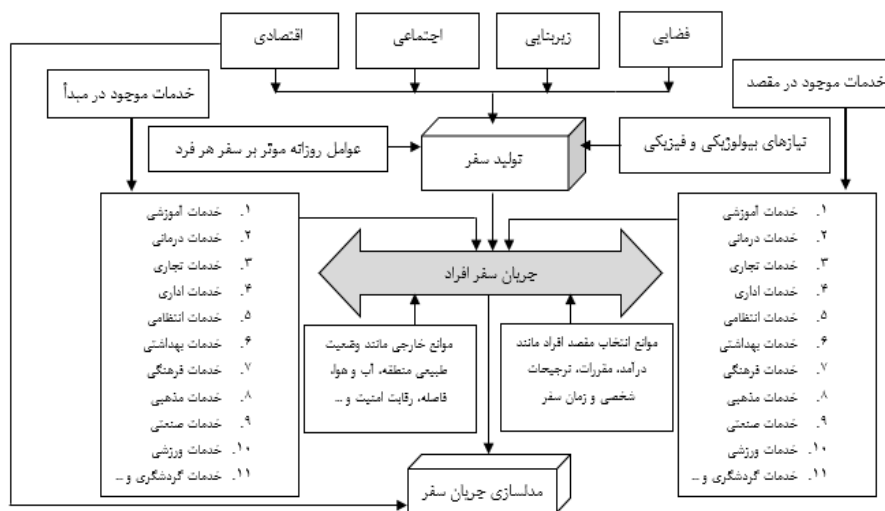 فضایی
زیربنایی
اجتماعی
اقتصادی
خدمات موجود در مقصد
خدمات موجود در مبدأ
نیازهای بیولوژیکی و فیزیکی
تولید سفر
عوامل روزانه موثر بر سفر هر فرد
۱. خدمات آموزشی
۲. خدمات درمانی
۳. خدمات تجاری
۴. خدمات اداری
۵. خدمات انتظامی
۶. خدمات بهداشتی
۷. خدمات فرهنگی
۸. خدمات مذهبی
۹. خدمات صنعتی
۱۰. خدمات ورزشی
۱۱. خدمات گردشگری و ...
جریان سفر افراد
موانع انتخاب مقصد افراد مانند
درآمد، مقررات، ترجیحات
شخصی و زمان سفر
موانع خارجی مانند وضعیت
طبیعی منطقه، آب و هوا،
فاصله، رقابت امنیت و ...
۱. خدمات آموزشی
۲. خدمات درمانی
۳. خدمات تجاری
۴. خدمات اداری
۵. خدمات انتظامی
۶. خدمات بهداشتی
۷. خدمات فرهنگی
۸. خدمات مذهبی
۹. خدمات صنعتی
۱۰. خدمات ورزشی
۱۱. خدمات گردشگری و ...
مدلسازی جریان سفر